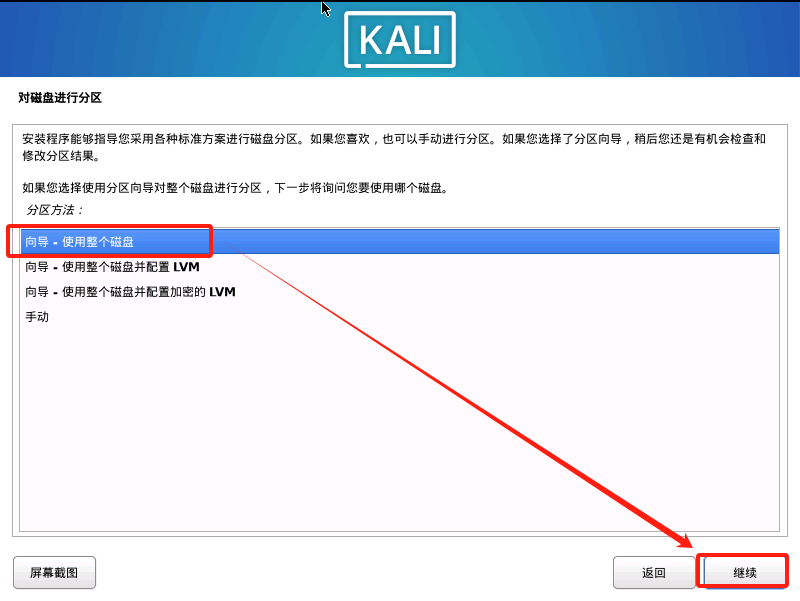 KALI
对磁盘进行分区
安装程序能够指导您采用各种标准方案进行磁盘分区。如果您喜欢，也可以手动进行分区。如果您选择了分区向导，稍后您还是有机会检查和
修改分区结果。
如果您选择使用分区向导对整个磁盘进行分区，下一步将询问您要使用哪个磁盘。
分区方法：
向导 - 使用整个磁盘
向导 - 使用整个磁盘并配置 LVM
向导 - 使用整个磁盘并配置加密的 LVM
手动
屏幕截图
返回
继续